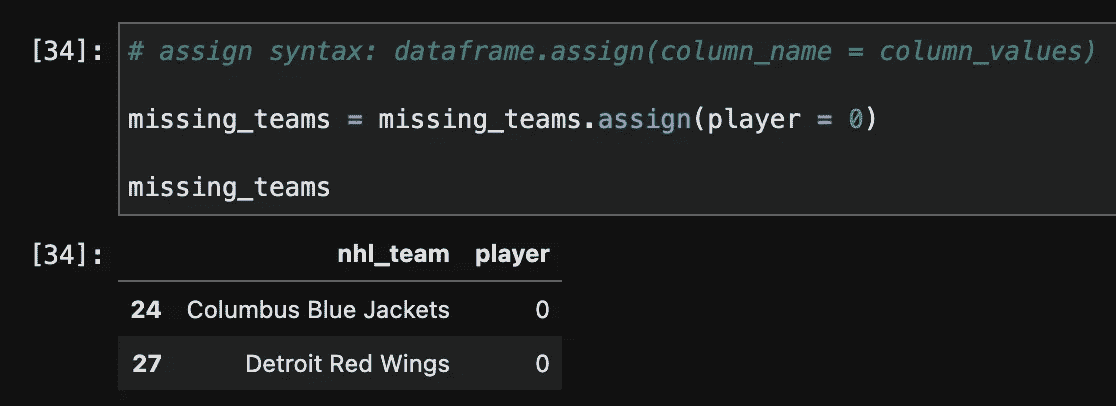 [34]: # assign syntax: dataframe.assign(column_name = column_values)
missing_teams = missing_teams.assign(player = 0)
missing_teams
[34]: nhl_team player
24 Columbus Blue Jackets 0
27 Detroit Red Wings 0